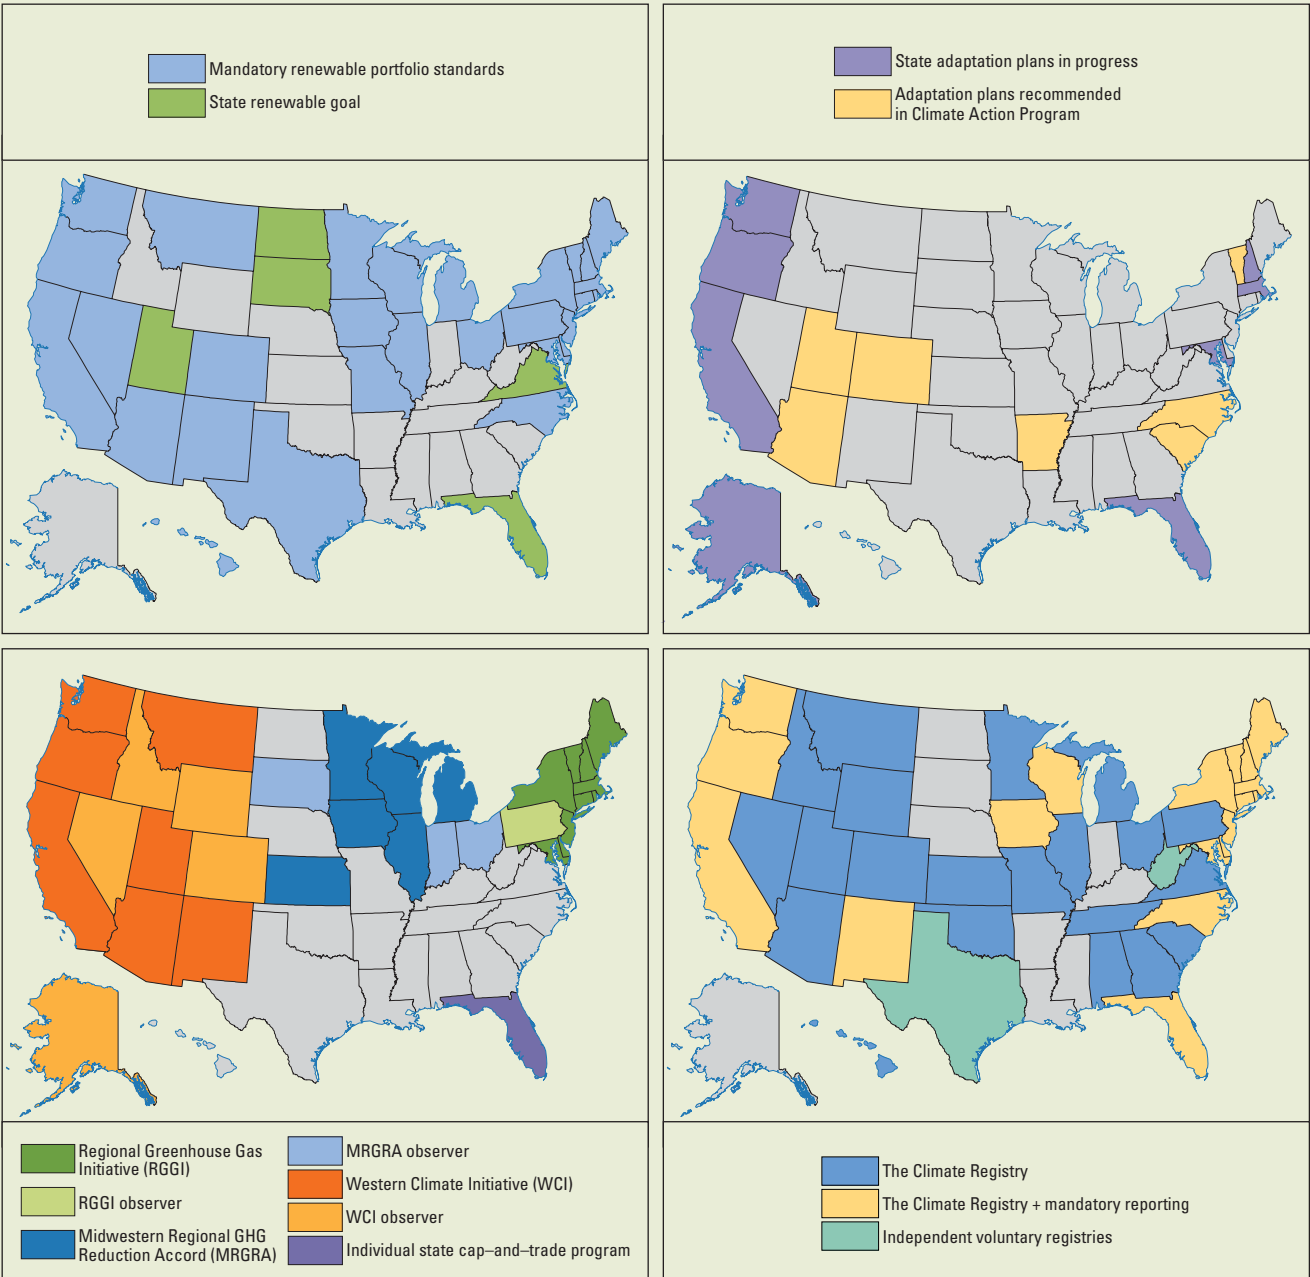 Mandatory renewable portfolio standards
State renewable goal
State adaptation plans in progress
Adaptation plans recommended
in Climate Action Program
Regional Greenhouse Gas
Initiative (RGGI)
RGGI observer
Midwestern Regional GHG
Reduction Accord (MRGRA)
MRGRA observer
Western Climate Initiative (WCI)
WCI observer
Individual state cap–and–trade program
The Climate Registry
The Climate Registry + mandatory reporting
Independent voluntary registries